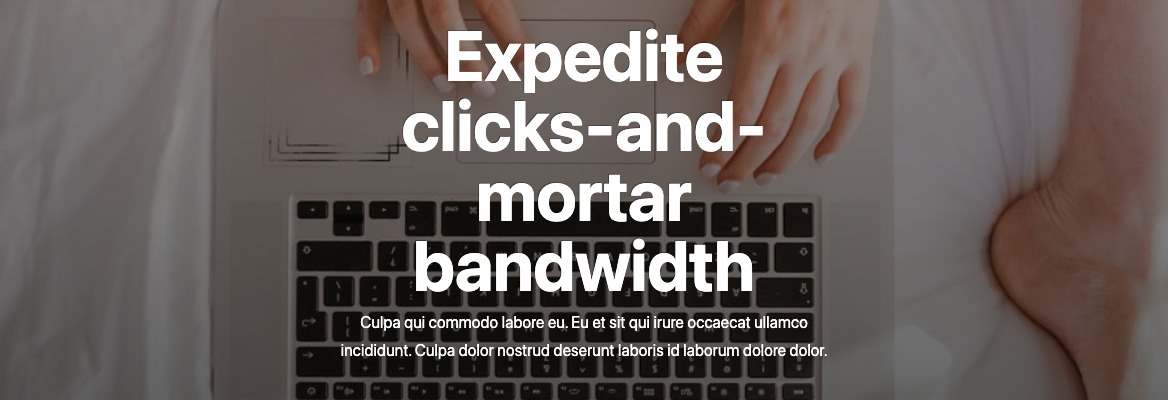 Expedite
clicks-and-
mortar
bandwidth
Culpa qui commodo labore eu. Eu et sit qui irure occaecat ullamco
incididunt. Culpa dolor nostrud deserunt laboris id laborum dolore dolor.